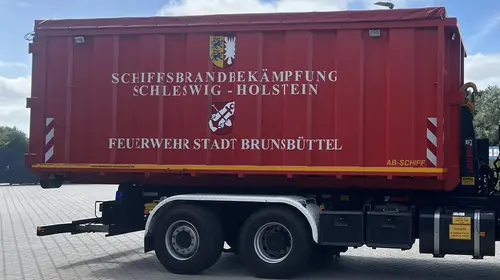 SCHIFFSBRANDBEKÄMPFUNG
SCHLESWIG - HOLSTEIN
FEUERWEHR STADT BRUNSBÜTTEL
AB-SCHIFF